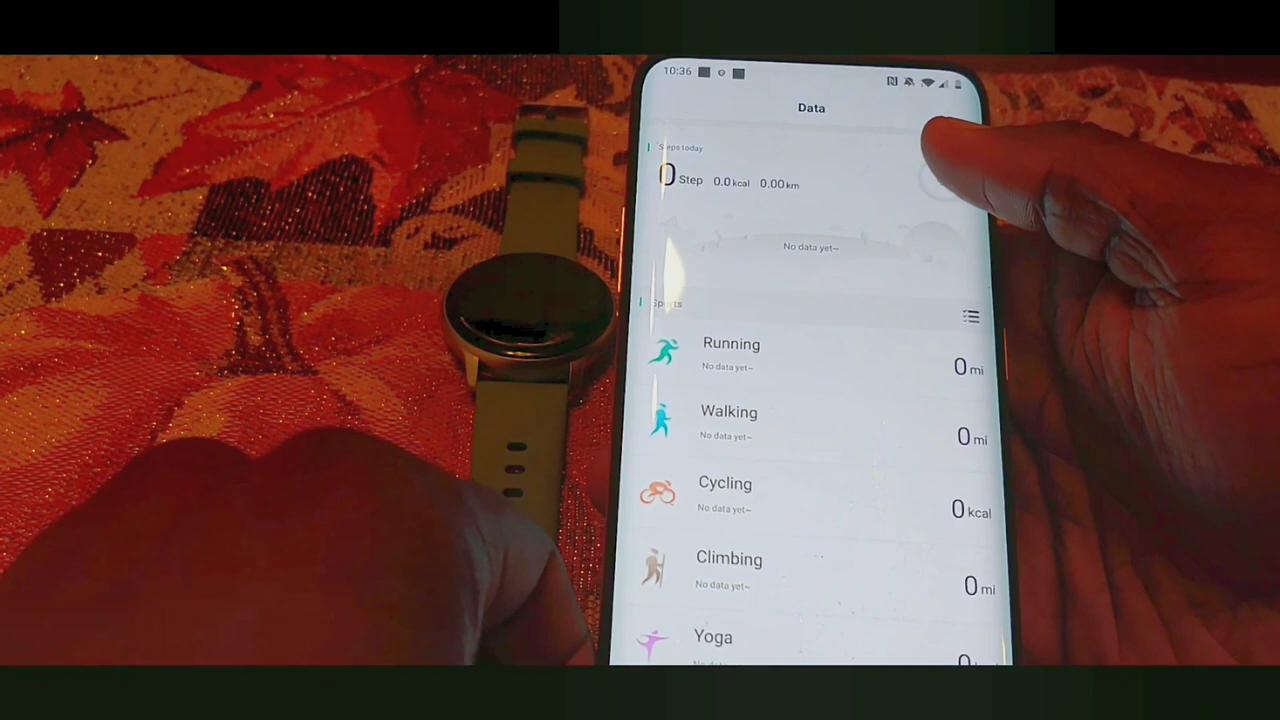 10:36
Data
Steps today
0 Step 0.0 kcal 0.00 km
No data yet~
Sports
Running
No data yet~
0 mi
Walking
No data yet~
0 mi
Cycling
No data yet~
0 kcal
Climbing
No data yet~
0 mi
Yoga